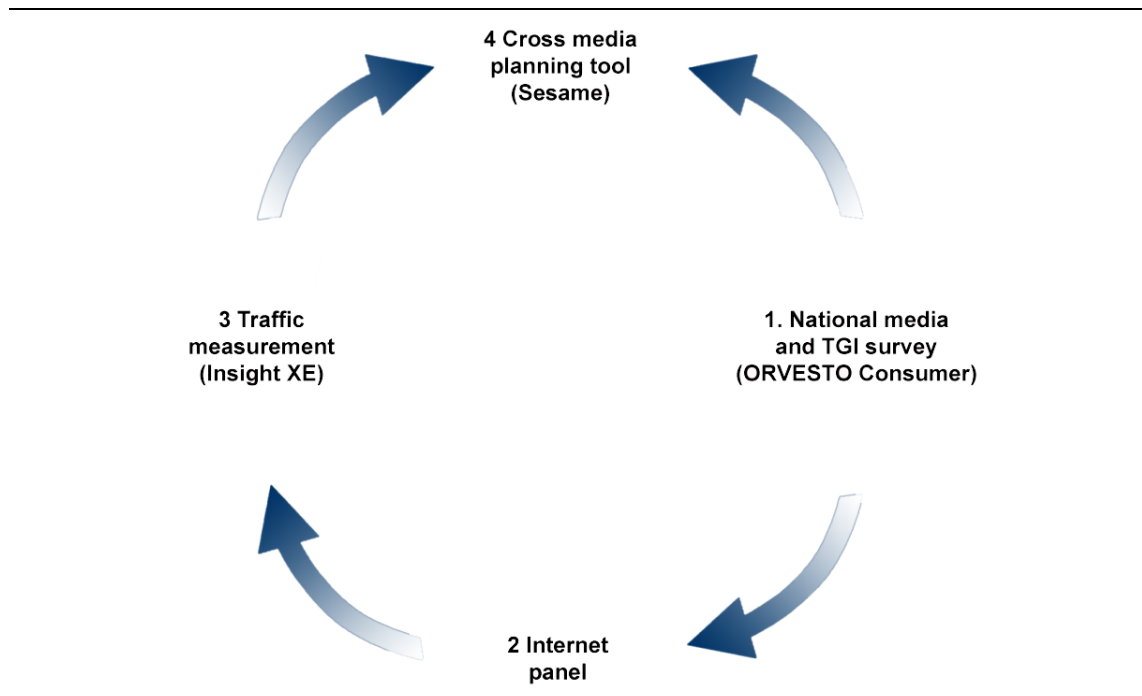 4 Cross media
planning tool
(Sesame)
3 Traffic
measurement
(Insight XE)
1. National media
and TGI survey
(ORVESTO Consumer)
2 Internet
panel